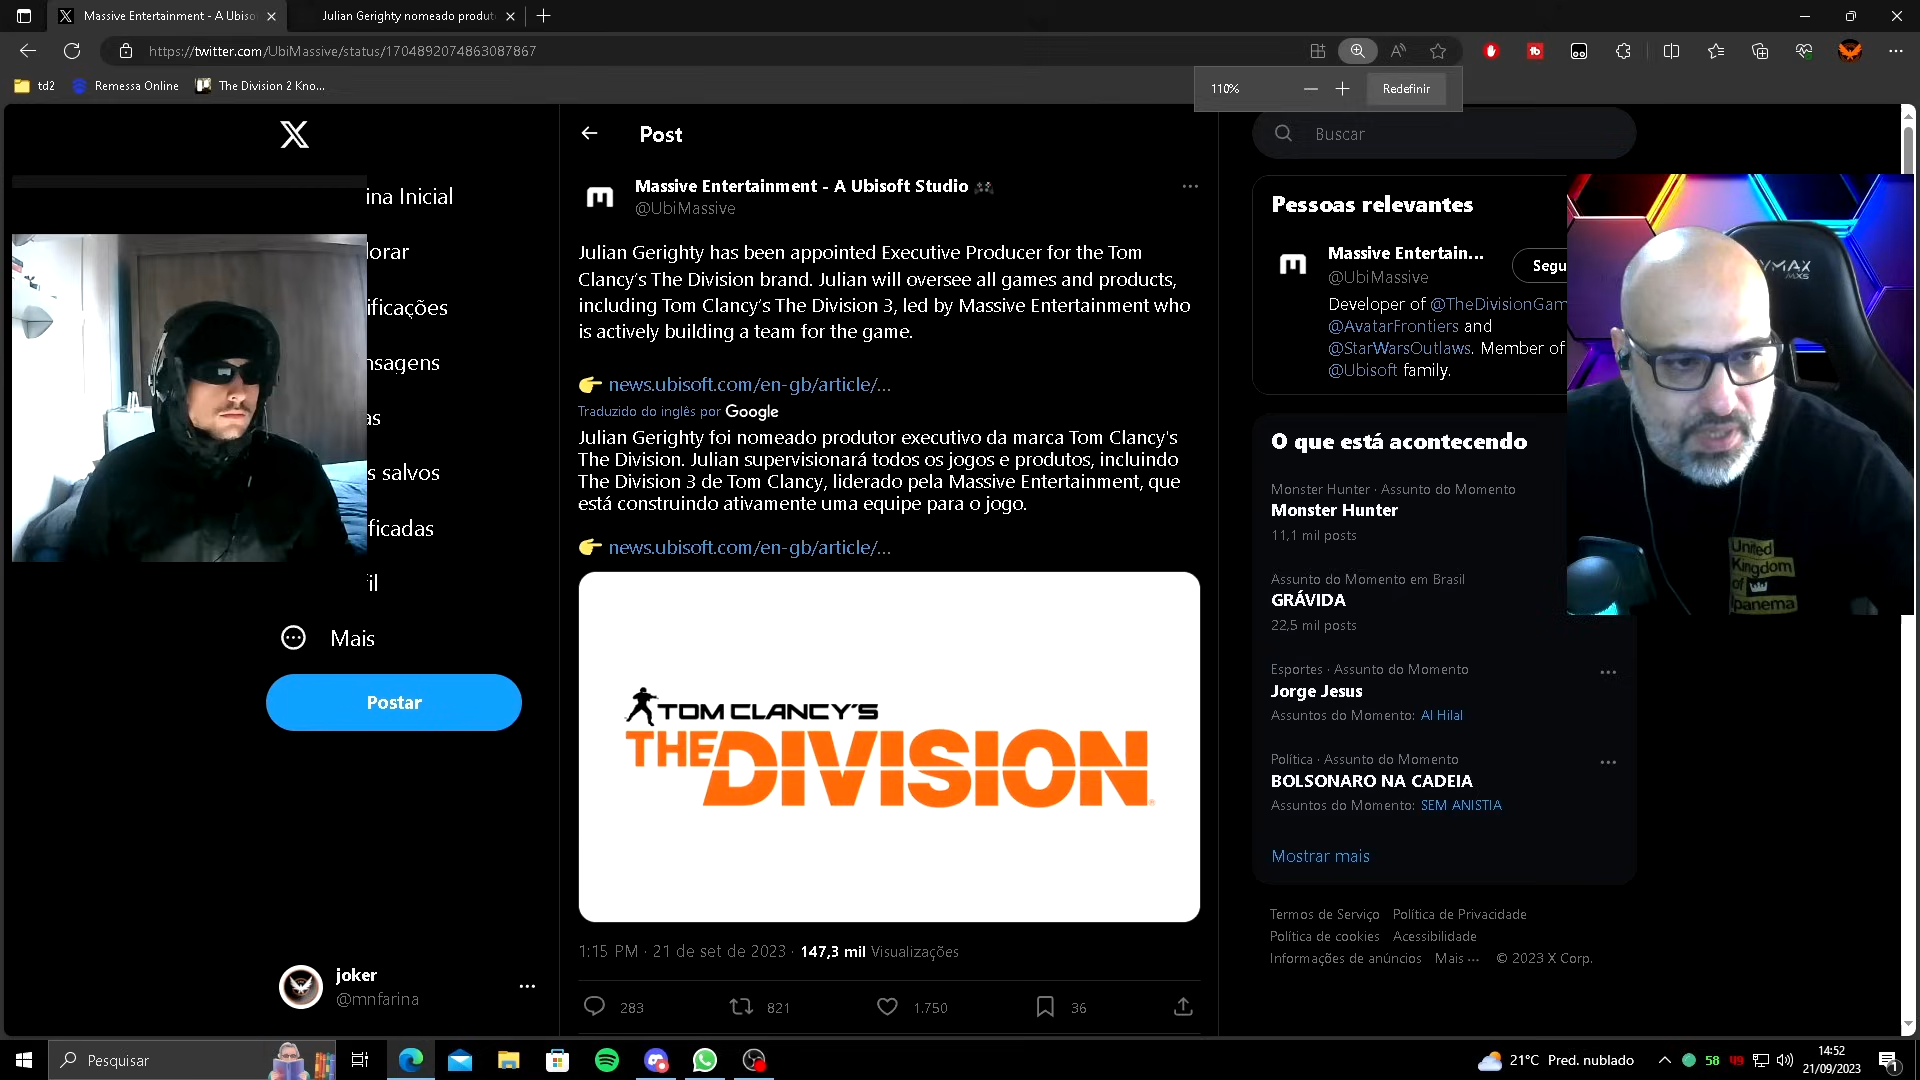 Massive Entertainment - A Ubiso
Julian Gerighty nomeado produt
https://twitter.com/UbiMassive/status/1704892074863087867
td2
Remessa Online
The Division 2 Kno...
110%
Redefinir
Post
Buscar
ina Inicial
orar
ificações
nsagens
as
s salvos
ficadas
il
Mais
Postar
joker
@mnfarina
Massive Entertainment - A Ubisoft Studio
@UbiMassive
Julian Gerighty has been appointed Executive Producer for the Tom
Clancy's The Division brand. Julian will oversee all games and products,
including Tom Clancy's The Division 3, led by Massive Entertainment who
is actively building a team for the game.
news.ubisoft.com/en-gb/article/...
Traduzido do inglês por Google
Julian Gerighty foi nomeado produtor executivo da marca Tom Clancy's
The Division. Julian supervisionará todos os jogos e produtos, incluindo
The Division 3 de Tom Clancy, liderado pela Massive Entertainment, que
está construindo ativamente uma equipe para o jogo.
news.ubisoft.com/en-gb/article/...
TOM CLANCY'S
THE DIVISION
1:15 PM · 21 de set de 2023 · 147,3 mil Visualizações
283
821
1.750
36
Pessoas relevantes
Massive Entertain...
Segu
@UbiMassive
Developer of @TheDivisionGam
@AvatarFrontiers and
@StarWarsOutlaws. Member of
@Ubisoft family.
O que está acontecendo
Monster Hunter · Assunto do Momento
Monster Hunter
11,1 mil posts
Assunto do Momento em Brasil
GRÁVIDA
22,5 mil posts
Esportes · Assunto do Momento
Jorge Jesus
Assuntos do Momento: Al Hilal
Política · Assunto do Momento
BOLSONARO NA CADEIA
Assuntos do Momento: SEM ANISTIA
Mostrar mais
Termos de Serviço Política de Privacidade
Política de cookies Acessibilidade
Informações de anúncios Mais ··· © 2023 X Corp.
YMAX
United
Kingdom
of
Ipanema
Pesquisar
21°C Pred. nublado
58
49
14:52
21/09/2023
1